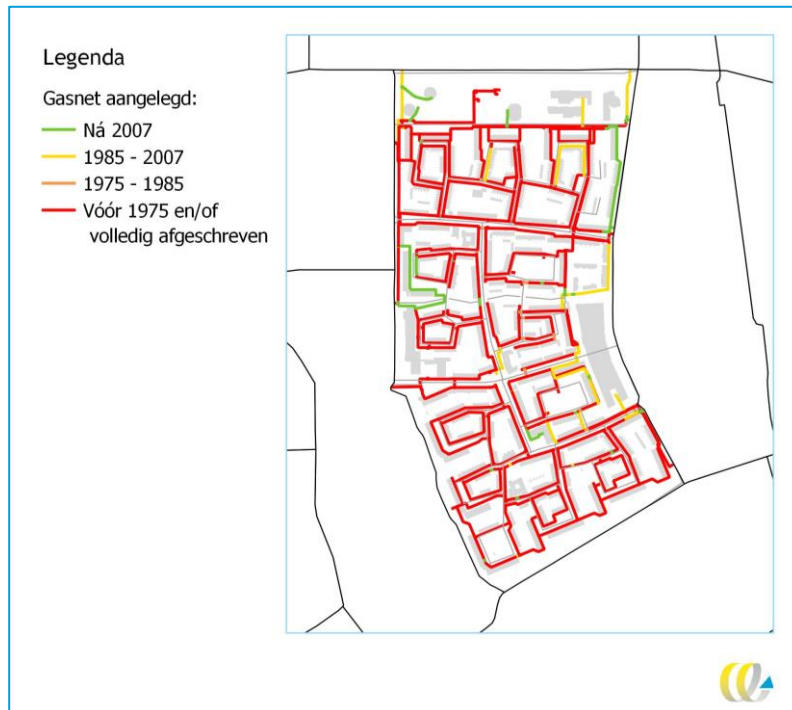 Legenda
Gasnet aangelegd:
Ná 2007
1985 - 2007
1975 - 1985
Vóór 1975 en/of
volledig afgeschreven